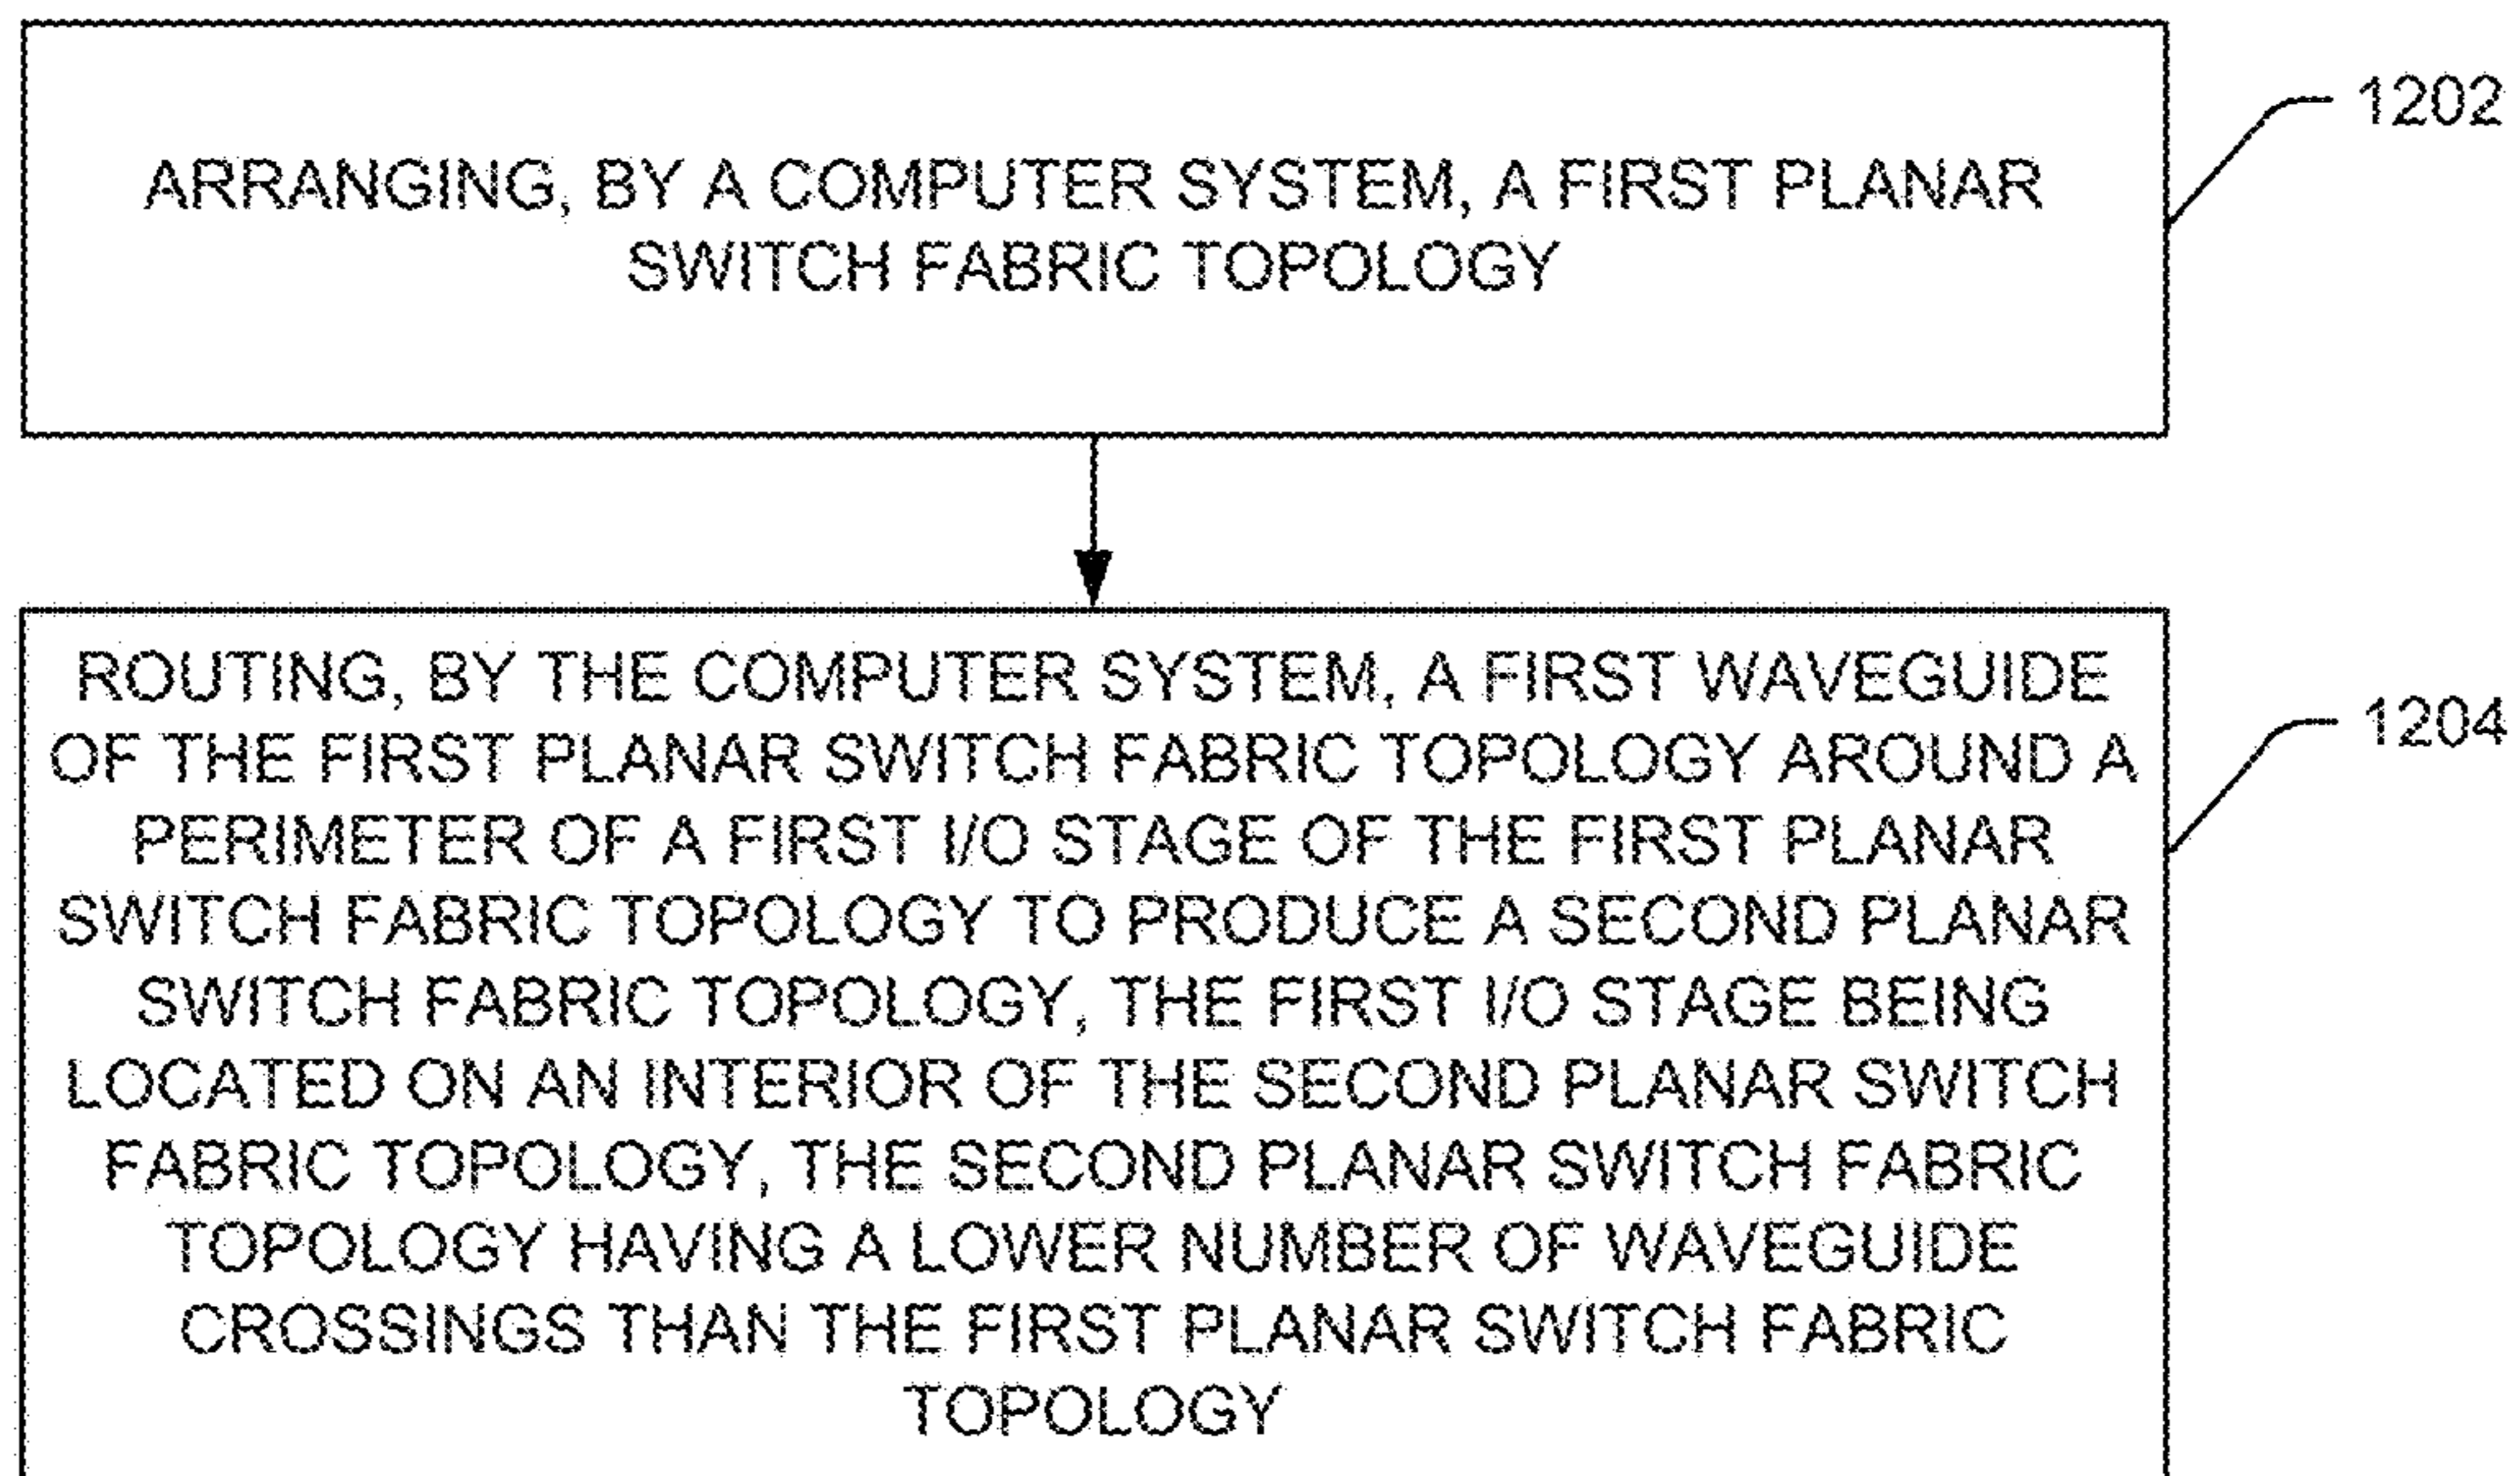 ARRANGING, BY A COMPUTER SYSTEM, A FIRST PLANAR
SWITCH FABRIC TOPOLOGY
1202
ROUTING, BY THE COMPUTER SYSTEM, A FIRST WAVEGUIDE
OF THE FIRST PLANAR SWITCH FABRIC TOPOLOGY AROUND A
PERIMETER OF A FIRST I/O STAGE OF THE FIRST PLANAR
SWITCH FABRIC TOPOLOGY TO PRODUCE A SECOND PLANAR
SWITCH FABRIC TOPOLOGY, THE FIRST I/O STAGE BEING
LOCATED ON AN INTERIOR OF THE SECOND PLANAR SWITCH
FABRIC TOPOLOGY, THE SECOND PLANAR SWITCH FABRIC
TOPOLOGY HAVING A LOWER NUMBER OF WAVEGUIDE
CROSSINGS THAN THE FIRST PLANAR SWITCH FABRIC
TOPOLOGY
1204